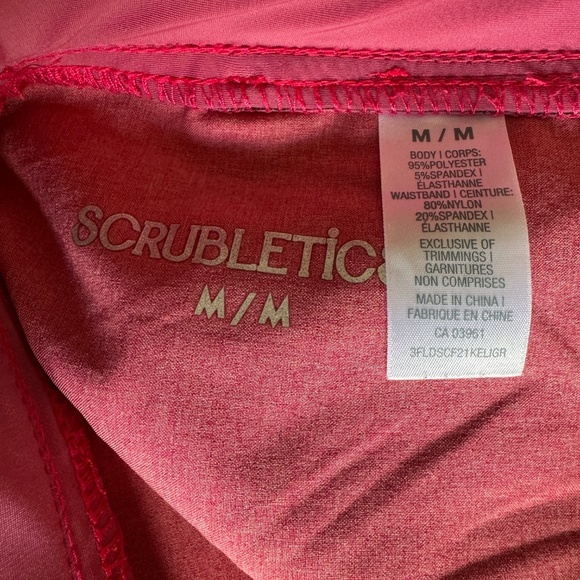 SCRUBLETiCS
M/M
M / M
BODY | CORPS:
95%POLYESTER
5%SPANDEX |
ÉLASTHANNE
WAISTBAND | CEINTURE:
80%NYLON
20%SPANDEX |
ÉLASTHANNE
EXCLUSIVE OF
TRIMMINGS |
GARNITURES
NON COMPRISES
MADE IN CHINA |
FABRIQUE EN CHINE
CA 03961
3FLDSCF21KELIGR